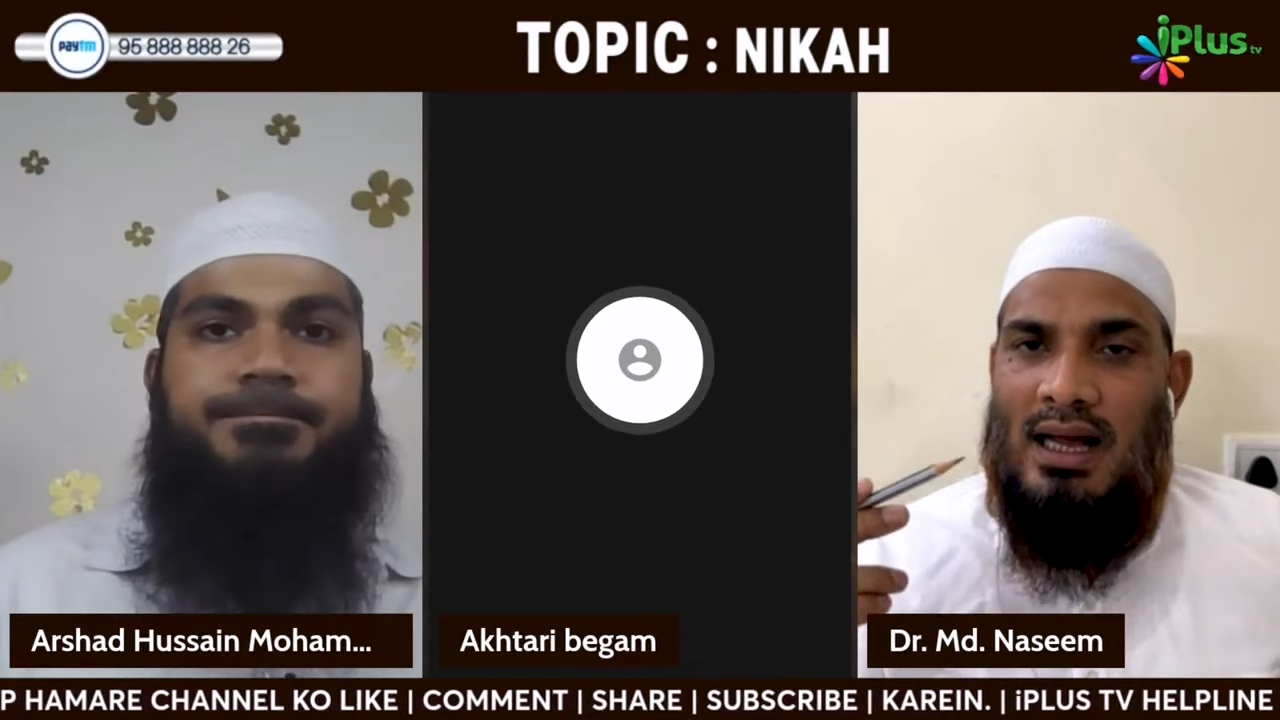 paytm 95 888 888 26
TOPIC : NIKAH
iPlus tv
Arshad Hussain Moham...
Akhtari begam
Dr. Md. Naseem
P HAMARE CHANNEL KO LIKE | COMMENT | SHARE | SUBSCRIBE | KAREIN. | iPLUS TV HELPLINE